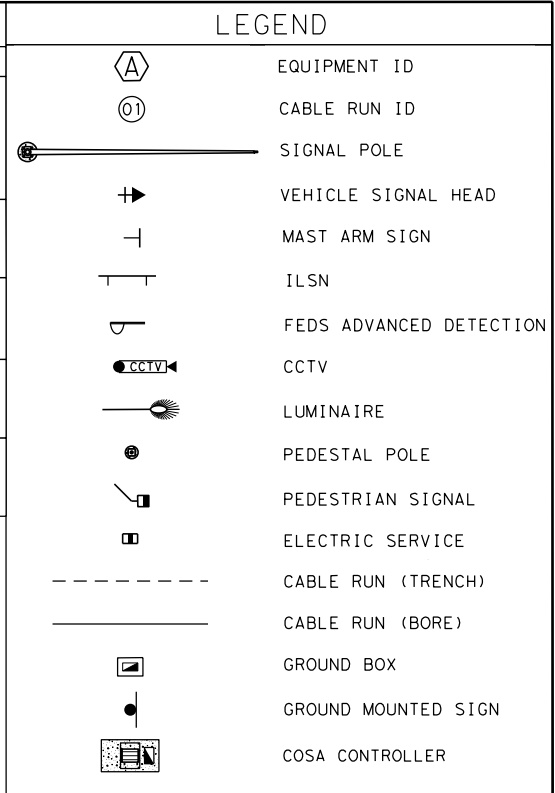 LEGEND
A EQUIPMENT ID
01 CABLE RUN ID
SIGNAL POLE
VEHICLE SIGNAL HEAD
MAST ARM SIGN
ILSN
FEDS ADVANCED DETECTION
CCTV CCTV
LUMINAIRE
PEDESTAL POLE
PEDESTRIAN SIGNAL
ELECTRIC SERVICE
CABLE RUN (TRENCH)
CABLE RUN (BORE)
GROUND BOX
GROUND MOUNTED SIGN
COSA CONTROLLER